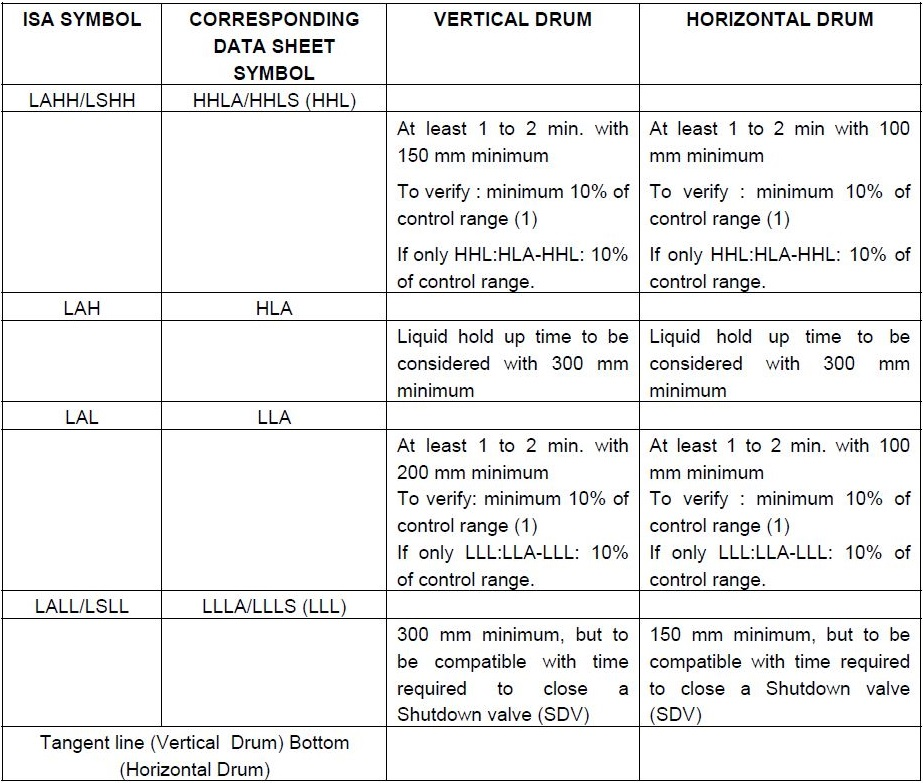 ISA SYMBOL
CORRESPONDING
DATA SHEET
SYMBOL
VERTICAL DRUM
HORIZONTAL DRUM
LAHH/LSHH
HHLA/HHLS (HHL)
At least 1 to 2 min. with
150 mm minimum
To verify : minimum 10% of
control range (1)
If only HHL:HLA-HHL: 10%
of control range.
At least 1 to 2 min with 100
mm minimum
To verify : minimum 10% of
control range (1)
If only HHL:HLA-HHL: 10% of
control range.
LAH
HLA
Liquid hold up time to be
considered with 300 mm
minimum
Liquid hold up time to be
considered with 300 mm
minimum
LAL
LLA
At least 1 to 2 min. with
200 mm minimum
To verify: minimum 10% of
control range (1)
If only LLL:LLA-LLL: 10%
of control range.
At least 1 to 2 min. with 100
mm minimum
To verify : minimum 10% of
control range (1)
If only LLL:LLA-LLL: 10% of
control range.
LALL/LSLL
LLLA/LLLS (LLL)
300 mm minimum, but to
be compatible with time
required to close a
Shutdown valve (SDV)
150 mm minimum, but to be
compatible with time required
to close a Shutdown valve
(SDV)
Tangent line (Vertical Drum) Bottom
(Horizontal Drum)